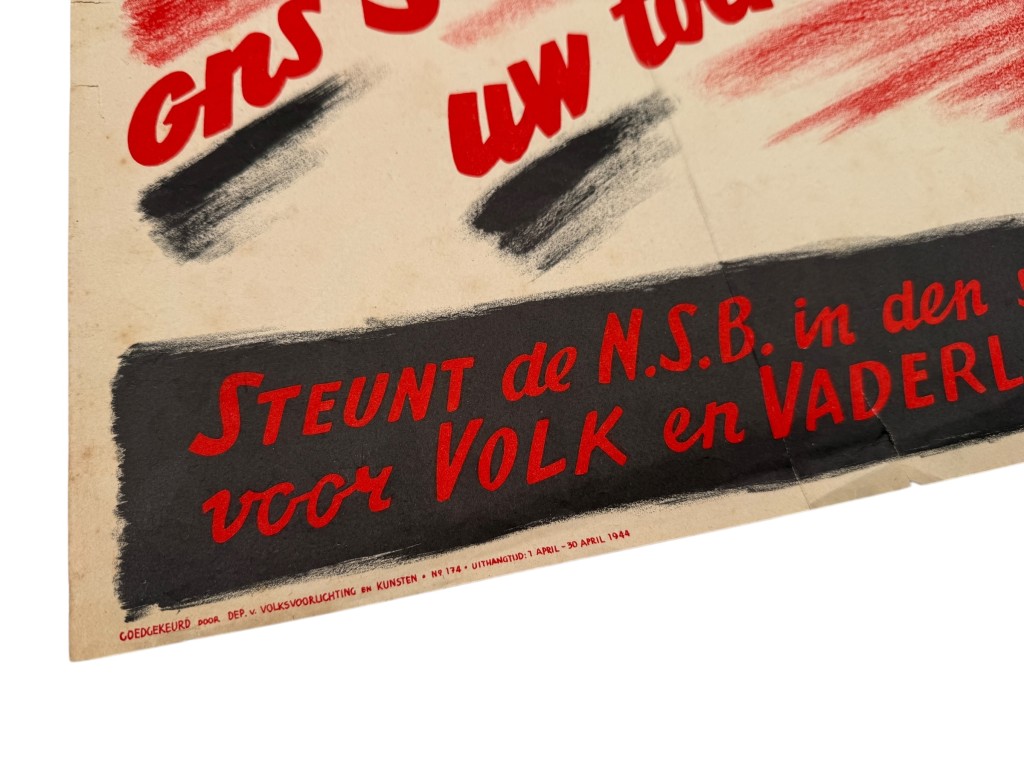 ons
uw
STEUNT de N.S.B. in den
voor VOLK en
GOEDGEKEURD DOOR DEP. v. VOLKSVOORLICHTING EN KUNSTEN • Nº 174 • UITHANGTIJD: 1 APRIL - 30 APRIL 1944